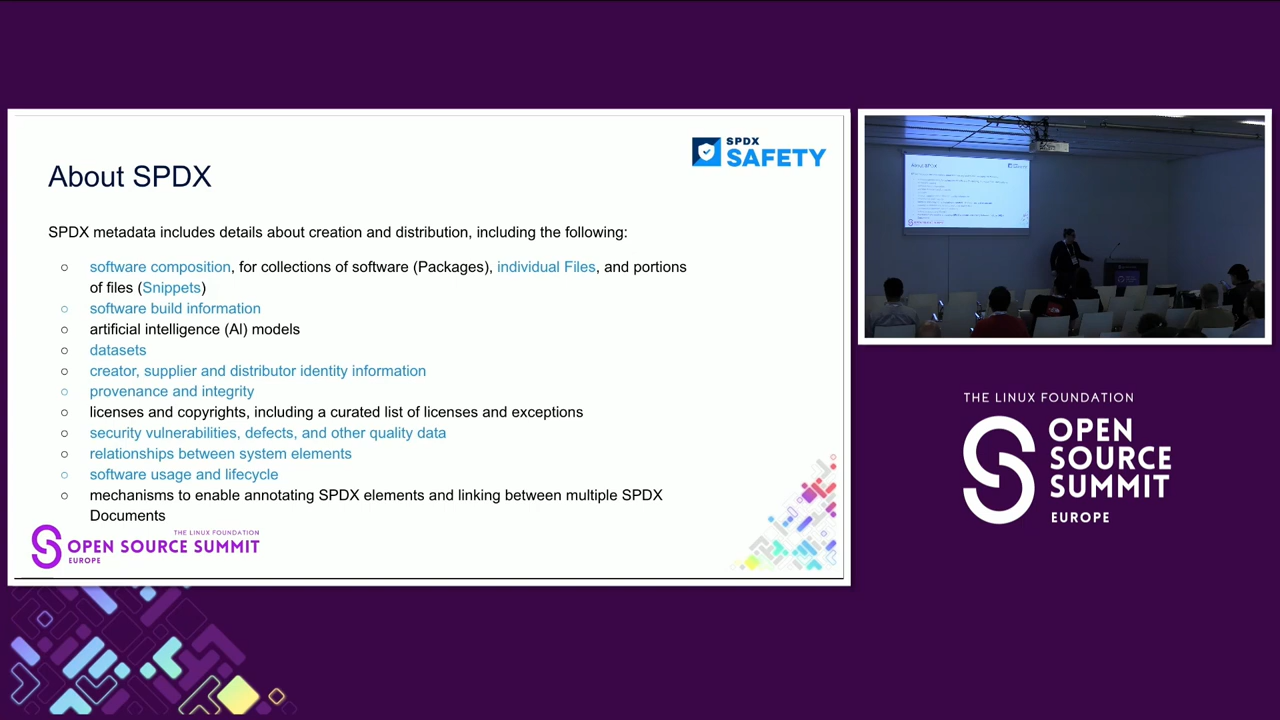 SPDX
SAFETY
About SPDX
SPDX metadata includes details about creation and distribution, including the following:
○ software composition, for collections of software (Packages), individual Files, and portions
of files (Snippets)
○ software build information
○ artificial intelligence (AI) models
○ datasets
○ creator, supplier and distributor identity information
○ provenance and integrity
○ licenses and copyrights, including a curated list of licenses and exceptions
○ security vulnerabilities, defects, and other quality data
○ relationships between system elements
○ software usage and lifecycle
○ mechanisms to enable annotating SPDX elements and linking between multiple SPDX
Documents
THE LINUX FOUNDATION
OPEN SOURCE SUMMIT
EUROPE
About SPDX
THE LINUX FOUNDATION
OPEN
SOURCE
SUMMIT
EUROPE